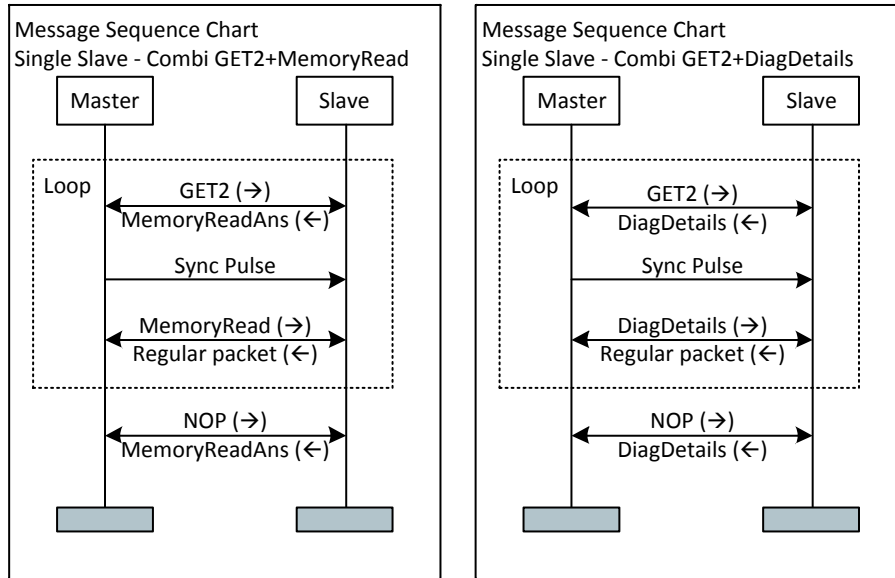 Message Sequence Chart
Single Slave - Combi GET2+MemoryRead
Master
Slave
Loop
GET2 (→)
MemoryReadAns (←)
Sync Pulse
MemoryRead (→)
Regular packet (←)
NOP (→)
MemoryReadAns (←)
Message Sequence Chart
Single Slave - Combi GET2+DiagDetails
Master
Slave
Loop
GET2 (→)
DiagDetails (←)
Sync Pulse
DiagDetails (→)
Regular packet (←)
NOP (→)
DiagDetails (←)